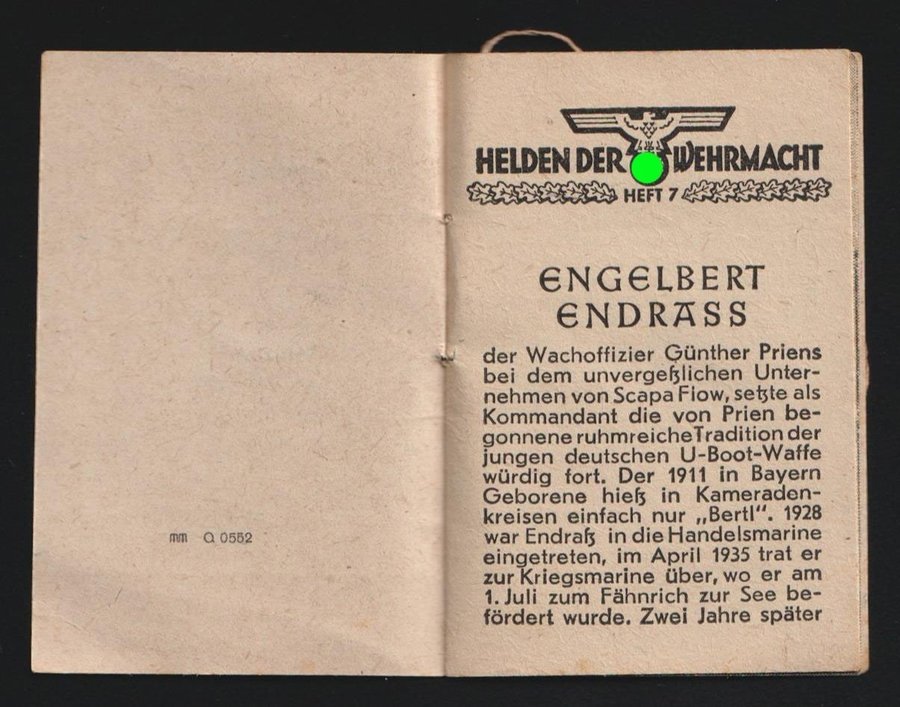 mm Q 0552
HELDEN DER WEHRMACHT
HEFT 7
ENGELBERT
ENDRASS
der Wachoffizier Günther Priens
bei dem unvergeßlichen Unter-
nehmen von Scapa Flow, setzte als
Kommandant die von Prien be-
gonnene ruhmreiche Tradition der
jungen deutschen U-Boot-Waffe
würdig fort. Der 1911 in Bayern
Geborene hieß in Kameraden-
kreisen einfach nur „Bertl“. 1928
war Endraß in die Handelsmarine
eingetreten, im April 1935 trat er
zur Kriegsmarine über, wo er am
1. Juli zum Fähnrich zur See be-
fördert wurde. Zwei Jahre später